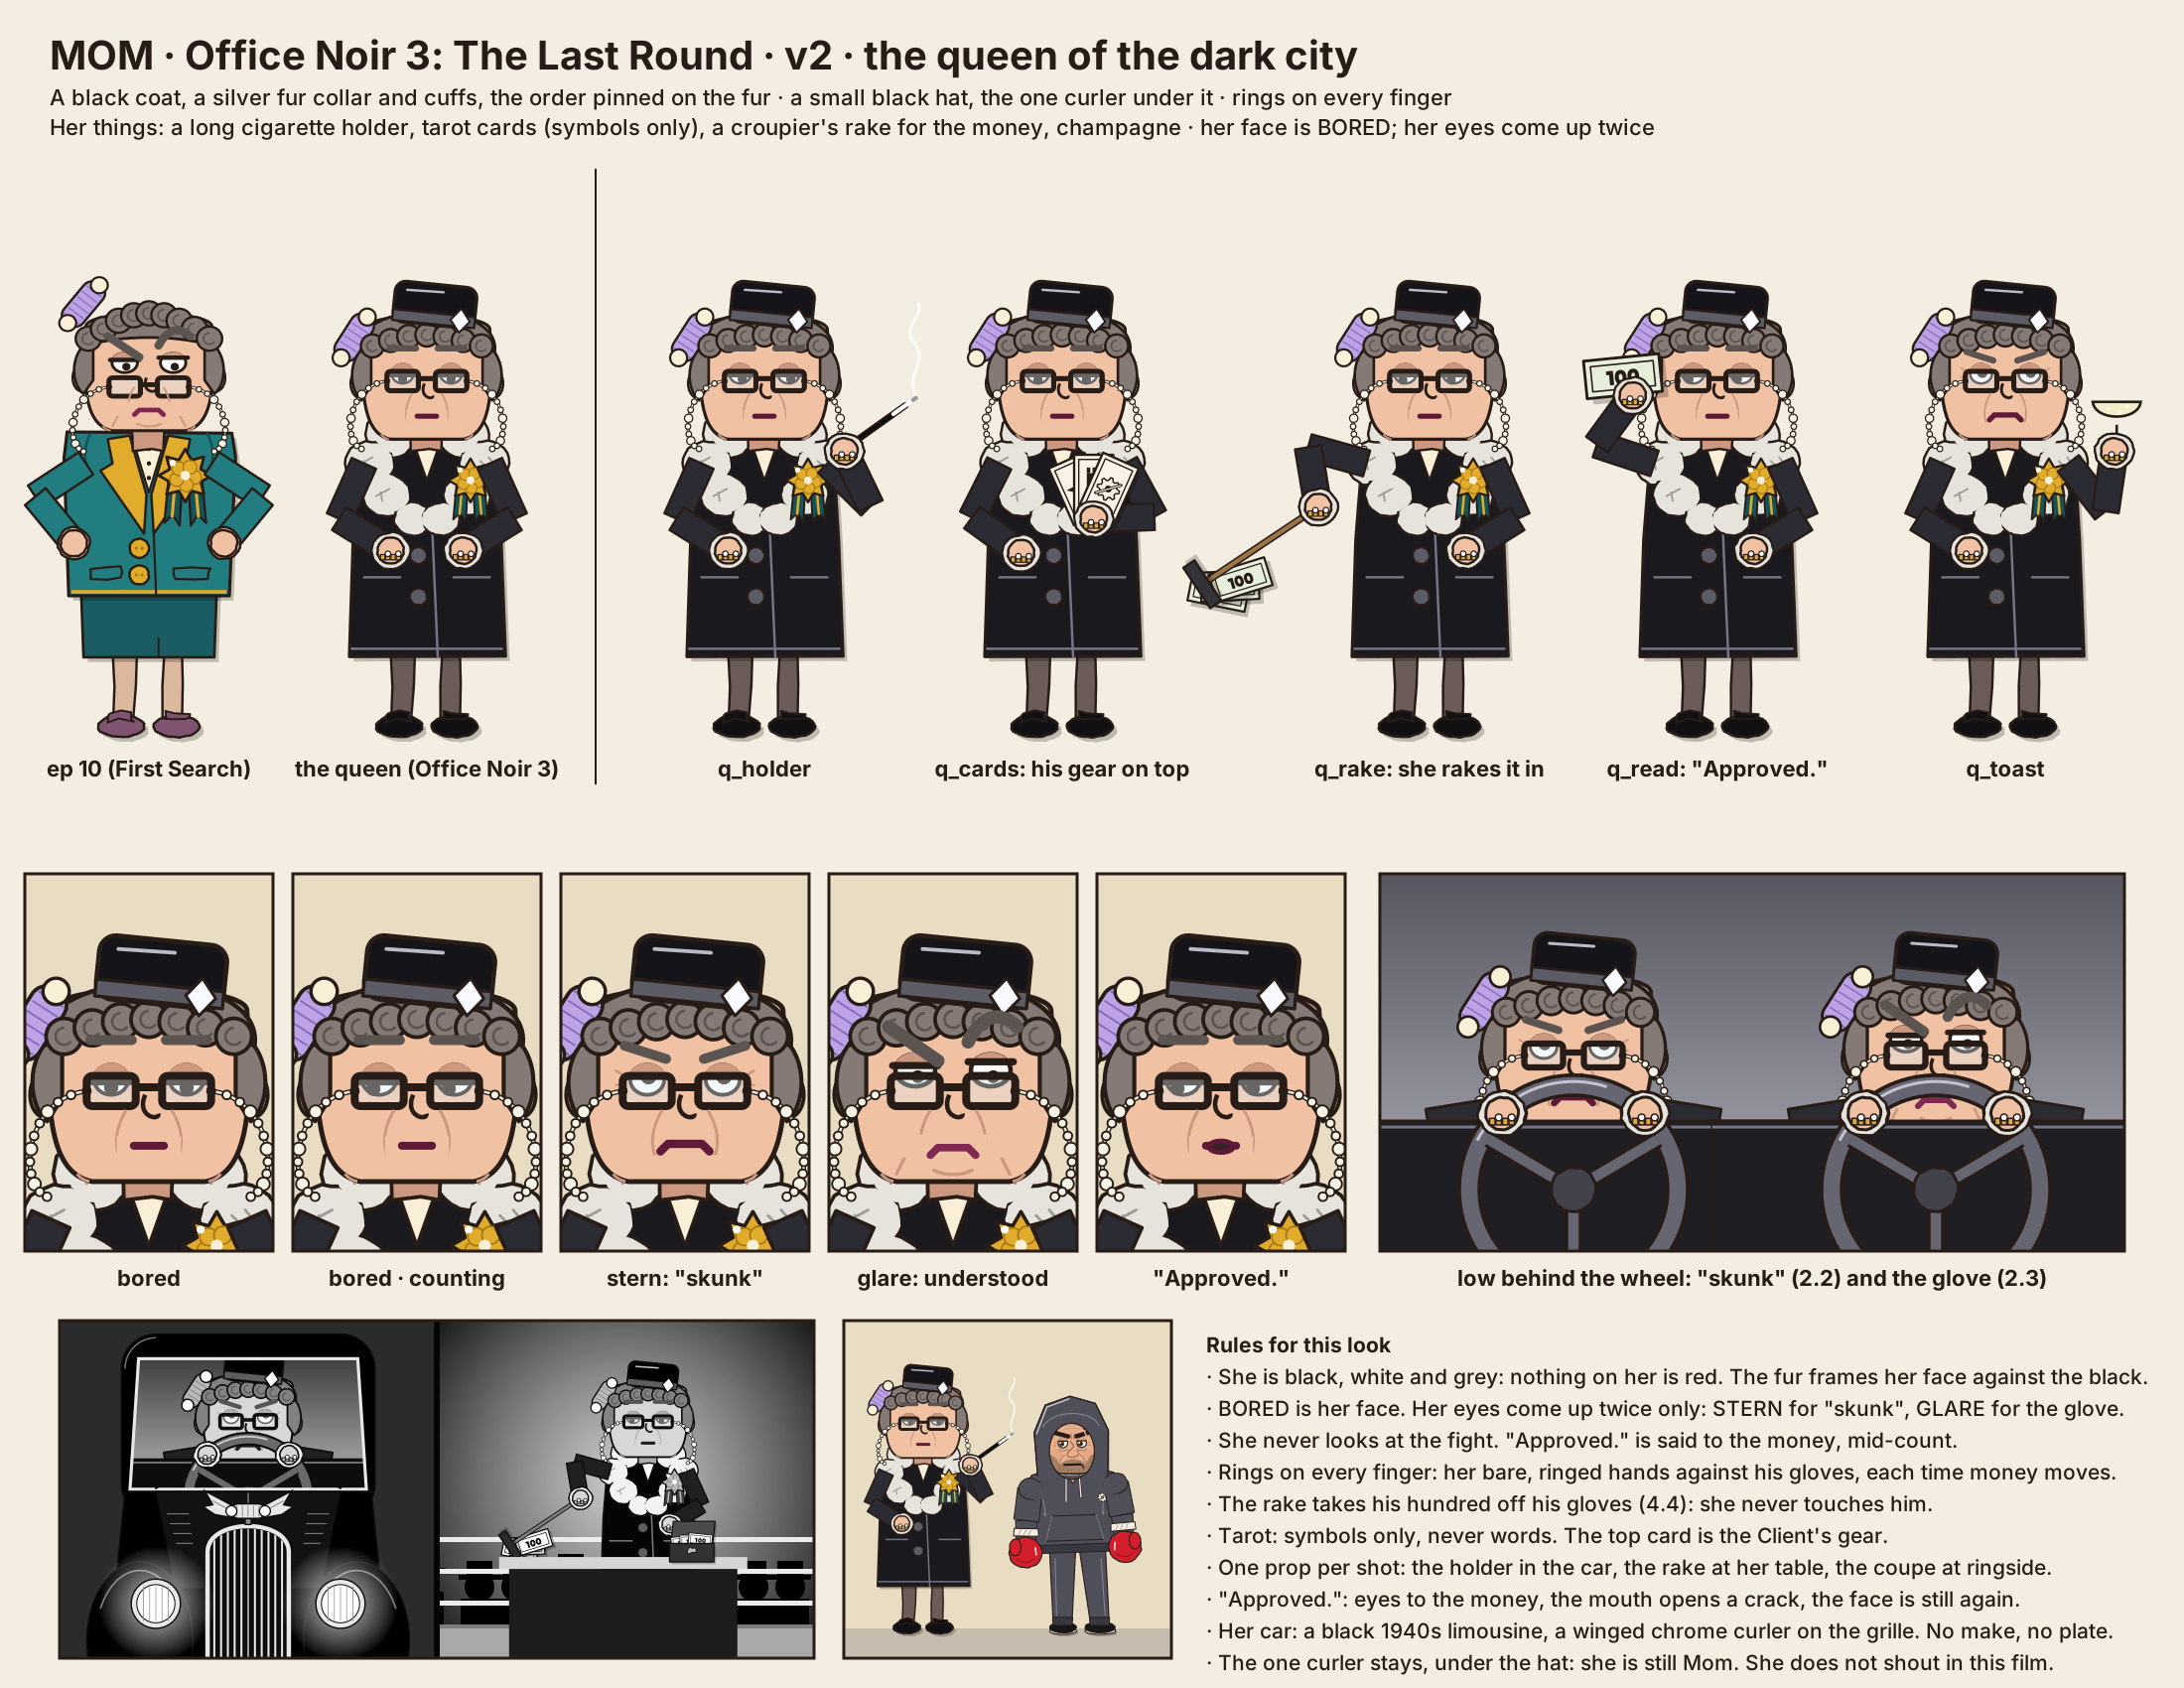 MOM · Office Noir 3: The Last Round · v2 · the queen of the dark city
A black coat, a silver fur collar and cuffs, the order pinned on the fur · a small black hat, the one curler under it · rings on every finger
Her things: a long cigarette holder, tarot cards (symbols only), a croupier's rake for the money, champagne · her face is BORED; her eyes come up twice
100
100
ep 10 (First Search)
the queen (Office Noir 3)
q_holder
q_cards: his gear on top
q_rake: she rakes it in
q_read: "Approved."
q_toast
bored
bored · counting
stern: "skunk"
glare: understood
"Approved."
low behind the wheel: "skunk" (2.2) and the glove (2.3)
100
100
Rules for this look
· She is black, white and grey: nothing on her is red. The fur frames her face against the black.
· BORED is her face. Her eyes come up twice only: STERN for "skunk", GLARE for the glove.
· She never looks at the fight. "Approved." is said to the money, mid-count.
· Rings on every finger: her bare, ringed hands against his gloves, each time money moves.
· The rake takes his hundred off his gloves (4.4): she never touches him.
· Tarot: symbols only, never words. The top card is the Client's gear.
· One prop per shot: the holder in the car, the rake at her table, the coupe at ringside.
· "Approved.": eyes to the money, the mouth opens a crack, the face is still again.
· Her car: a black 1940s limousine, a winged chrome curler on the grille. No make, no plate.
· The one curler stays, under the hat: she is still Mom. She does not shout in this film.